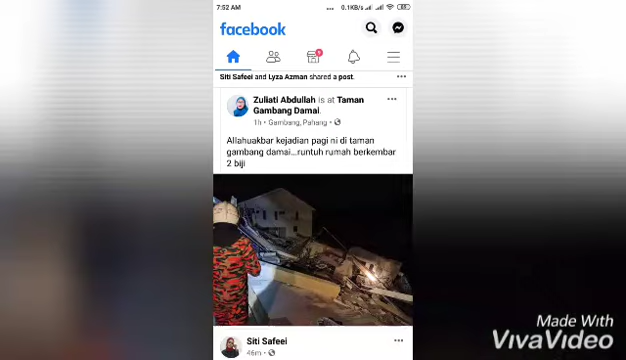 7:52 AM
0.1KB/s
facebook
Siti Safeei and Lyza Azman shared a post.
Zuliati Abdullah is at Taman
Gambang Damai.
1h • Gambang, Pahang •
Allahuakbar kejadian pagi ni di taman
gambang damai...runtuh rumah berkembar
2 biji
Siti Safeei
46m •
Made With
VivaVideo